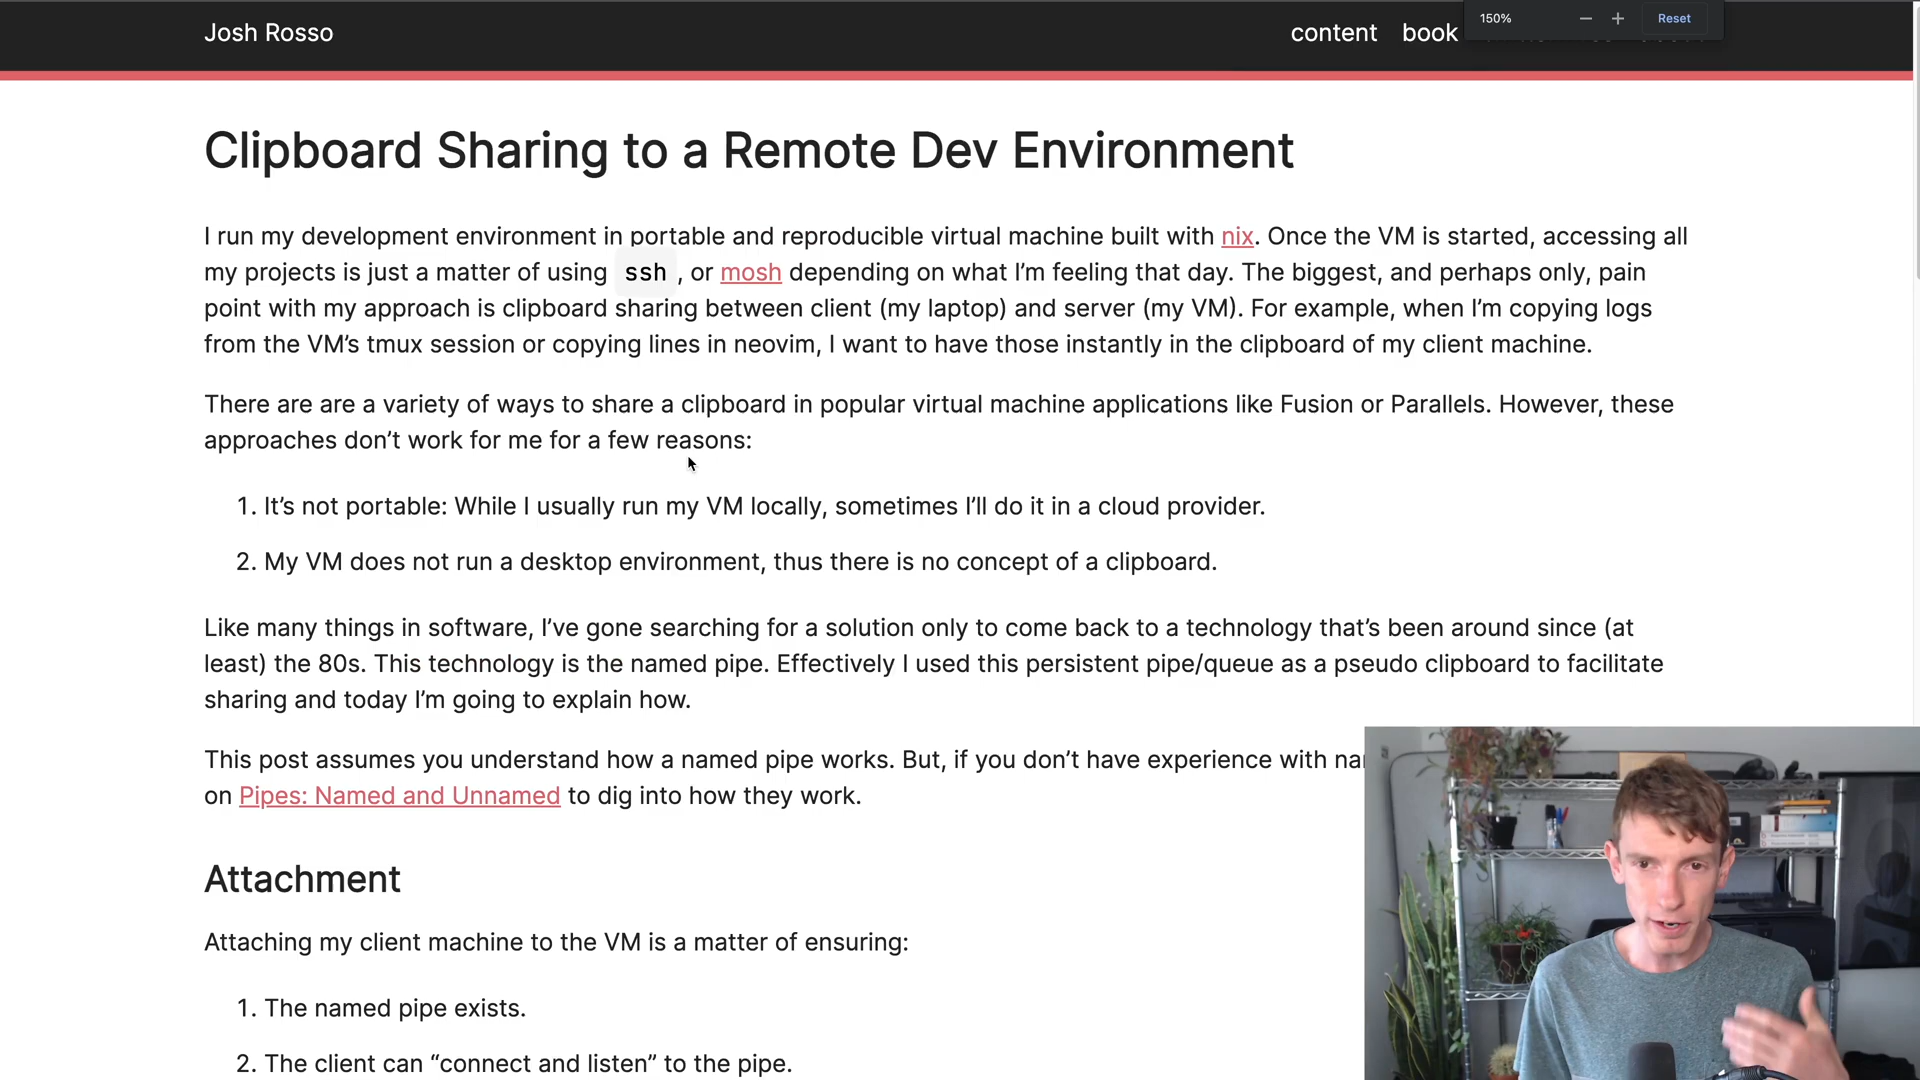 Josh Rosso
content book
150% Reset
Clipboard Sharing to a Remote Dev Environment
I run my development environment in portable and reproducible virtual machine built with nix. Once the VM is started, accessing all
my projects is just a matter of using ssh , or mosh depending on what I’m feeling that day. The biggest, and perhaps only, pain
point with my approach is clipboard sharing between client (my laptop) and server (my VM). For example, when I’m copying logs
from the VM’s tmux session or copying lines in neovim, I want to have those instantly in the clipboard of my client machine.
There are are a variety of ways to share a clipboard in popular virtual machine applications like Fusion or Parallels. However, these
approaches don’t work for me for a few reasons:
1. It’s not portable: While I usually run my VM locally, sometimes I’ll do it in a cloud provider.
2. My VM does not run a desktop environment, thus there is no concept of a clipboard.
Like many things in software, I’ve gone searching for a solution only to come back to a technology that’s been around since (at
least) the 80s. This technology is the named pipe. Effectively I used this persistent pipe/queue as a pseudo clipboard to facilitate
sharing and today I’m going to explain how.
This post assumes you understand how a named pipe works. But, if you don’t have experience with
on Pipes: Named and Unnamed to dig into how they work.
Attachment
Attaching my client machine to the VM is a matter of ensuring:
1. The named pipe exists.
2. The client can “connect and listen” to the pipe.